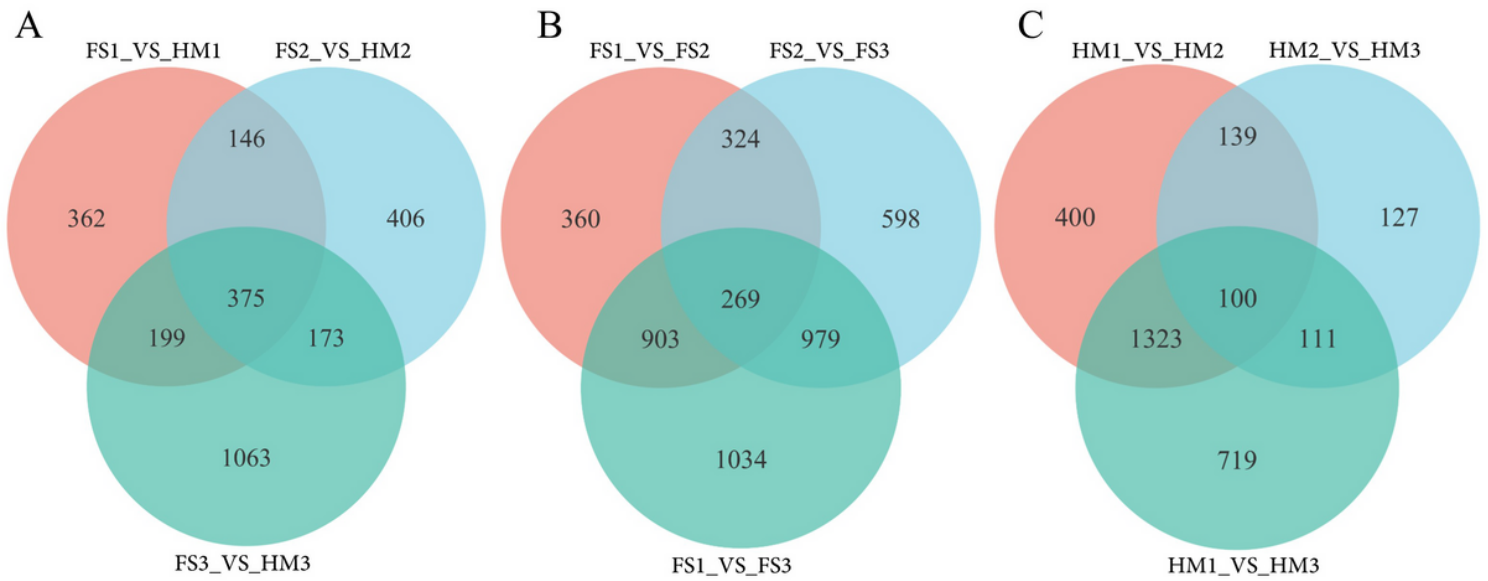 A
FS1_VS_HM1
FS2_VS_HM2
146
362
406
375
199
173
1063
FS3_VS_HM3
B
FS1_VS_FS2
FS2_VS_FS3
324
360
598
269
903
979
1034
FS1_VS_FS3
C
HM1_VS_HM2
HM2_VS_HM3
139
400
127
100
1323
111
719
HM1_VS_HM3